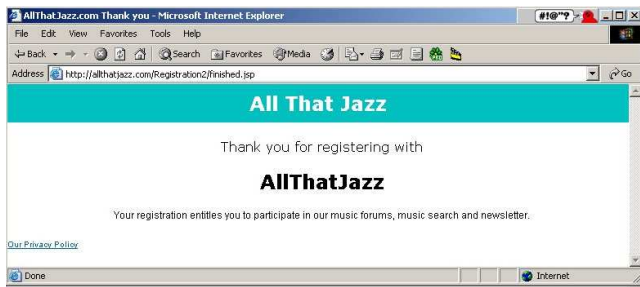 AllThatJazz.com Thank you - Microsoft Internet Explorer
#!@"?
File Edit View Favorites Tools Help
Back Search Favorites Media
Address http://allthatjazz.com/Registration2/finished.jsp Go
All That Jazz
Thank you for registering with
AllThatJazz
Your registration entitles you to participate in our music forums, music search and newsletter.
Our Privacy Policy
Done Internet